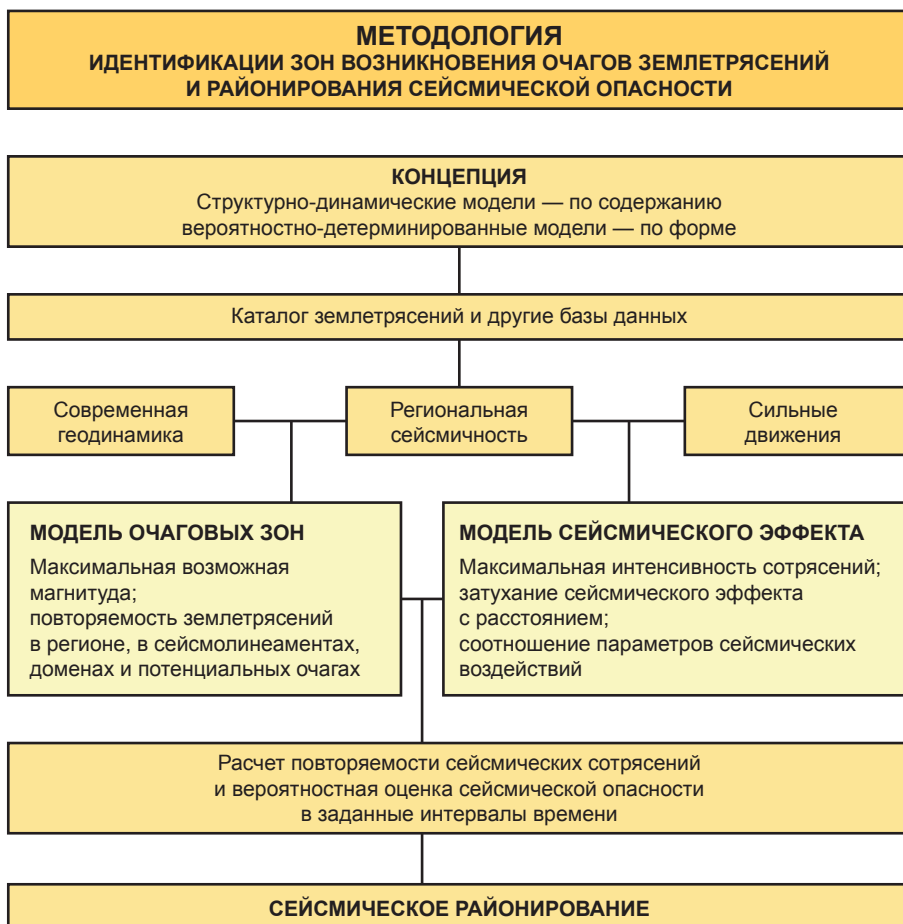 МЕТОДОЛОГИЯ
ИДЕНТИФИКАЦИИ ЗОН ВОЗНИКНОВЕНИЯ ОЧАГОВ ЗЕМЛЕТРЯСЕНИЙ
И РАЙОНИРОВАНИЯ СЕЙСМИЧЕСКОЙ ОПАСНОСТИ
КОНЦЕПЦИЯ
Структурно-динамические модели — по содержанию
вероятностно-детерминированные модели — по форме
Каталог землетрясений и другие базы данных
Современная
геодинамика
Региональная
сейсмичность
Сильные
движения
МОДЕЛЬ ОЧАГОВЫХ ЗОН
Максимальная возможная
магнитуда;
повторяемость землетрясений
в регионе, в сейсмолинеаментах,
доменах и потенциальных очагах
МОДЕЛЬ СЕЙСМИЧЕСКОГО ЭФФЕКТА
Максимальная интенсивность сотрясений;
затухание сейсмического эффекта
с расстоянием;
соотношение параметров сейсмических
воздействий
Расчет повторяемости сейсмических сотрясений
и вероятностная оценка сейсмической опасности
в заданные интервалы времени
СЕЙСМИЧЕСКОЕ РАЙОНИРОВАНИЕ